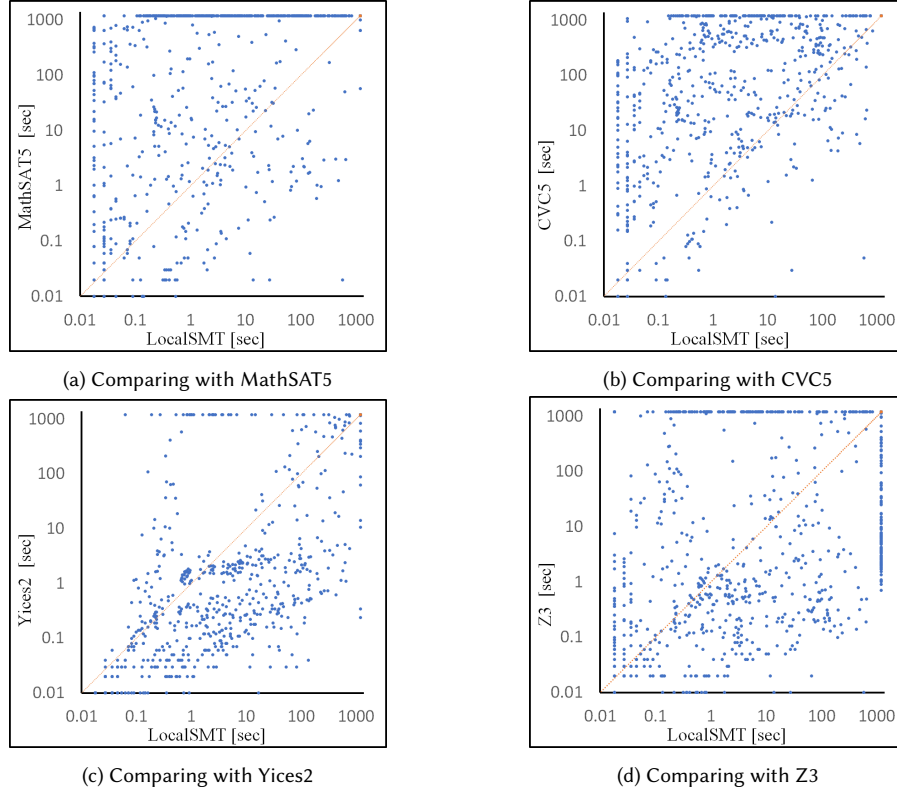 1000
100
10
1
0.1
0.01
MathSAT5 [sec]
0.01 0.1 1 10 100 1000
LocalSMT [sec]
(a) Comparing with MathSAT5
1000
100
10
1
0.1
0.01
CVC5 [sec]
0.01 0.1 1 10 100 1000
LocalSMT [sec]
(b) Comparing with CVC5
1000
100
10
1
0.1
0.01
Yices2 [sec]
0.01 0.1 1 10 100 1000
LocalSMT [sec]
(c) Comparing with Yices2
1000
100
10
1
0.1
0.01
Z3 [sec]
0.01 0.1 1 10 100 1000
LocalSMT [sec]
(d) Comparing with Z3